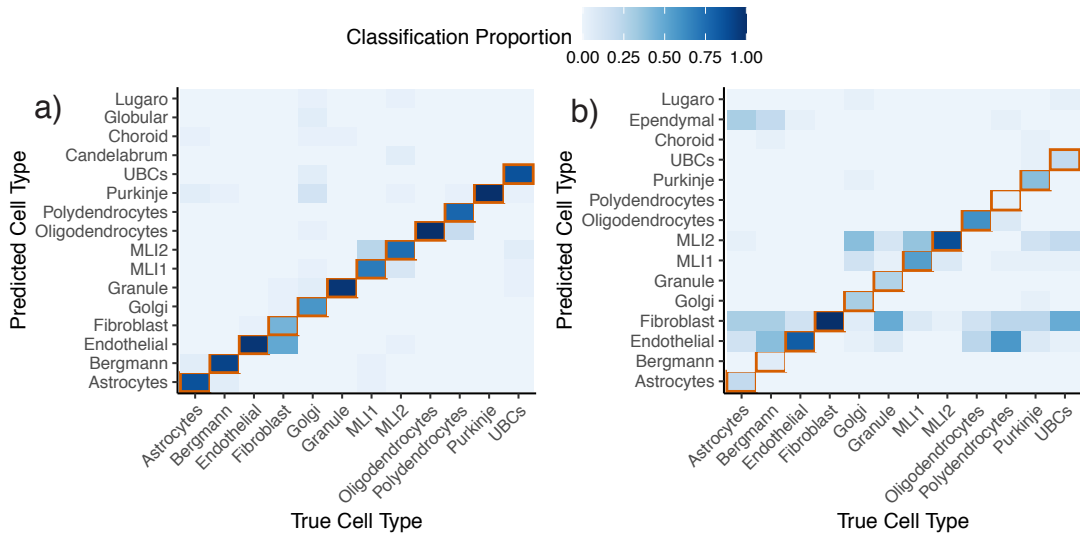 Classification Proportion
0.00 0.25 0.50 0.75 1.00
a)
Predicted Cell Type
Lugaro
Globular
Choroid
Candelabrum
UBCs
Purkinje
Polydendrocytes
Oligodendrocytes
MLI2
MLI1
Granule
Golgi
Fibroblast
Endothelial
Bergmann
Astrocytes
Astrocytes
Bergmann
Endothelial
Fibroblast
Golgi
Granule
MLI1
MLI2
Oligodendrocytes
Polydendrocytes
Purkinje
UBCs
True Cell Type
b)
Predicted Cell Type
Lugaro
Ependymal
Choroid
UBCs
Purkinje
Polydendrocytes
Oligodendrocytes
MLI2
MLI1
Granule
Golgi
Fibroblast
Endothelial
Bergmann
Astrocytes
Astrocytes
Bergmann
Endothelial
Fibroblast
Golgi
Granule
MLI1
MLI2
Oligodendrocytes
Polydendrocytes
Purkinje
UBCs
True Cell Type